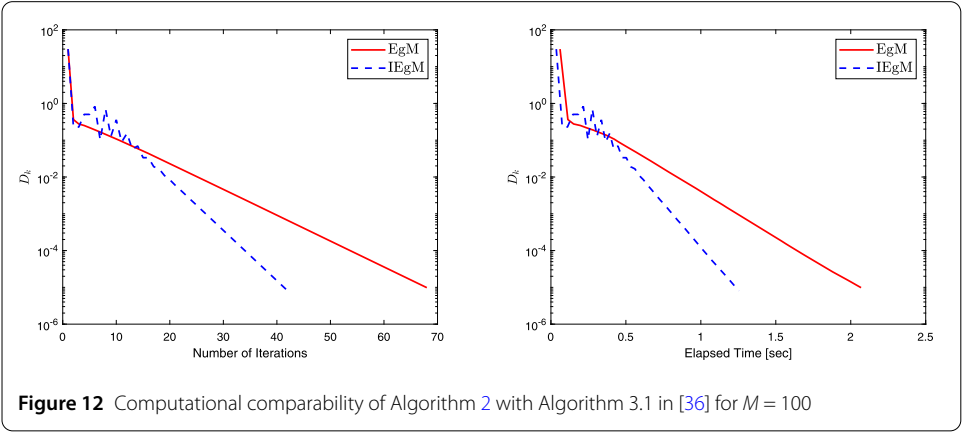 10^2
10^0
10^-2
10^-4
10^-6
D_k
0 10 20 30 40 50 60 70
Number of Iterations
EgM
IEgM
10^2
10^0
10^-2
10^-4
10^-6
D_k
0 0.5 1 1.5 2 2.5
Elapsed Time [sec]
EgM
IEgM
Figure 12 Computational comparability of Algorithm 2 with Algorithm 3.1 in [36] for M = 100